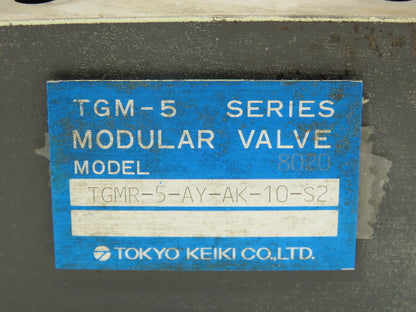 TGM-5 SERIES
MODULAR VALVE
MODEL 8020
TGMR-5-AY-AK-10-S2
TOKYO KEIKI CO.,LTD.